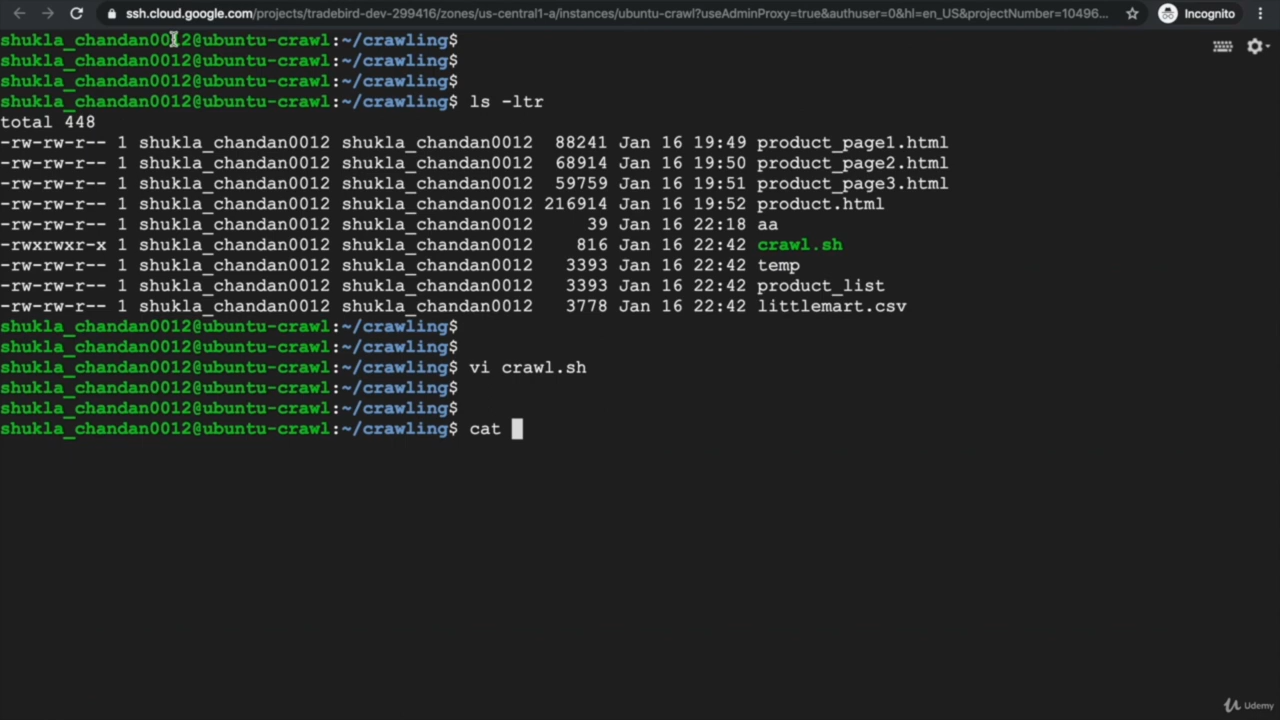 ssh.cloud.google.com/projects/tradebird-dev-299416/zones/us-central1-a/instances/ubuntu-crawl?useAdminProxy=true&authuser=0&hl=en_US&projectNumber=10496... Incognito
shukla_chandan0012@ubuntu-crawl:~/crawling$
shukla_chandan0012@ubuntu-crawl:~/crawling$
shukla_chandan0012@ubuntu-crawl:~/crawling$
shukla_chandan0012@ubuntu-crawl:~/crawling$ ls -ltr
total 448
-rw-rw-r-- 1 shukla_chandan0012 shukla_chandan0012  88241 Jan 16 19:49 product_page1.html
-rw-rw-r-- 1 shukla_chandan0012 shukla_chandan0012  68914 Jan 16 19:50 product_page2.html
-rw-rw-r-- 1 shukla_chandan0012 shukla_chandan0012  59759 Jan 16 19:51 product_page3.html
-rw-rw-r-- 1 shukla_chandan0012 shukla_chandan0012 216914 Jan 16 19:52 product.html
-rw-rw-r-- 1 shukla_chandan0012 shukla_chandan0012     39 Jan 16 22:18 aa
-rwxrwxr-x 1 shukla_chandan0012 shukla_chandan0012    816 Jan 16 22:42 crawl.sh
-rw-rw-r-- 1 shukla_chandan0012 shukla_chandan0012   3393 Jan 16 22:42 temp
-rw-rw-r-- 1 shukla_chandan0012 shukla_chandan0012   3393 Jan 16 22:42 product_list
-rw-rw-r-- 1 shukla_chandan0012 shukla_chandan0012   3778 Jan 16 22:42 littlemart.csv
shukla_chandan0012@ubuntu-crawl:~/crawling$
shukla_chandan0012@ubuntu-crawl:~/crawling$
shukla_chandan0012@ubuntu-crawl:~/crawling$ vi crawl.sh
shukla_chandan0012@ubuntu-crawl:~/crawling$
shukla_chandan0012@ubuntu-crawl:~/crawling$
shukla_chandan0012@ubuntu-crawl:~/crawling$ cat
Udemy